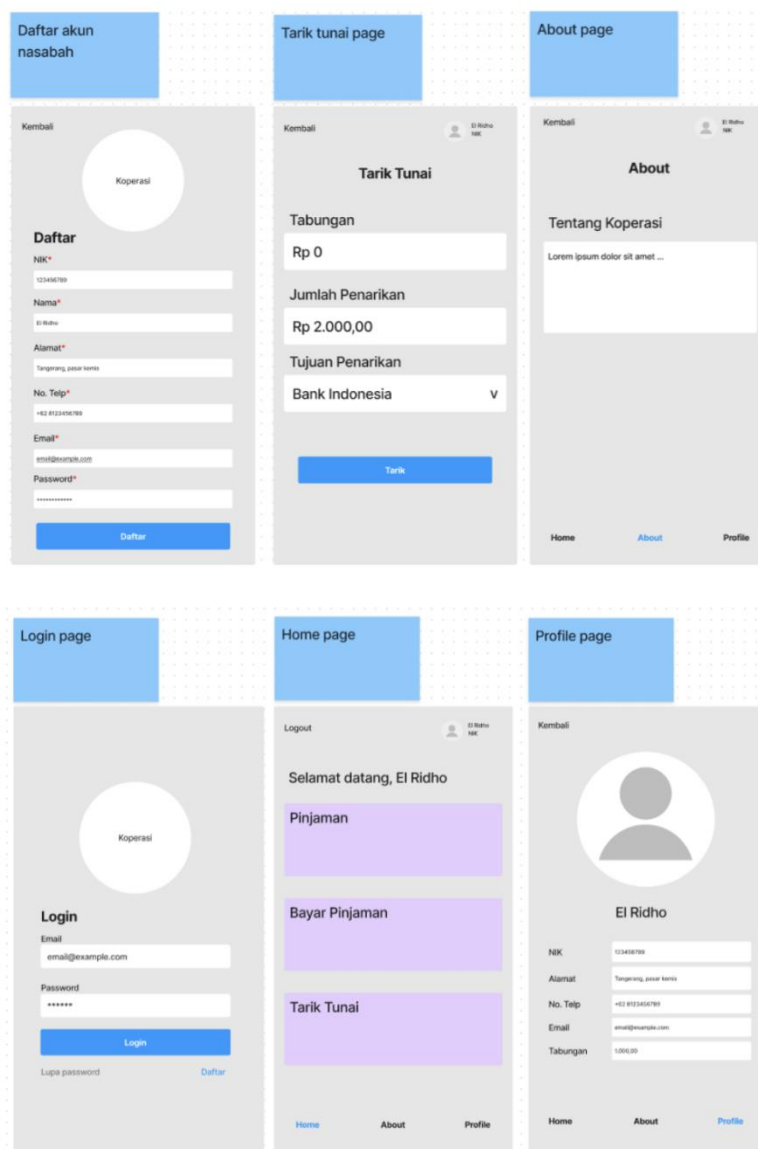 Daftar akun
nasabah
Kembali
Koperasi
Daftar
NIK*
123456789
Nama*
El Ridho
Alamat*
Tangerang, pasar kemis
No. Telp*
+62 8123456789
Email*
email@example.com
Password*
************
Daftar
Tarik tunai page
Kembali
El Ridho
NIK
Tarik Tunai
Tabungan
Rp 0
Jumlah Penarikan
Rp 2.000,00
Tujuan Penarikan
Bank Indonesia v
Tarik
About page
Kembali
El Ridho
NIK
About
Tentang Koperasi
Lorem ipsum dolor sit amet ...
Home About Profile
Login page
Koperasi
Login
Email
email@example.com
Password
******
Login
Lupa password Daftar
Home page
Logout
El Ridho
NIK
Selamat datang, El Ridho
Pinjaman
Bayar Pinjaman
Tarik Tunai
Home About Profile
Profile page
Kembali
El Ridho
NIK 123456789
Alamat Tangerang, pasar kemis
No. Telp +62 8123456789
Email email@example.com
Tabungan 1.000,00
Home About Profile